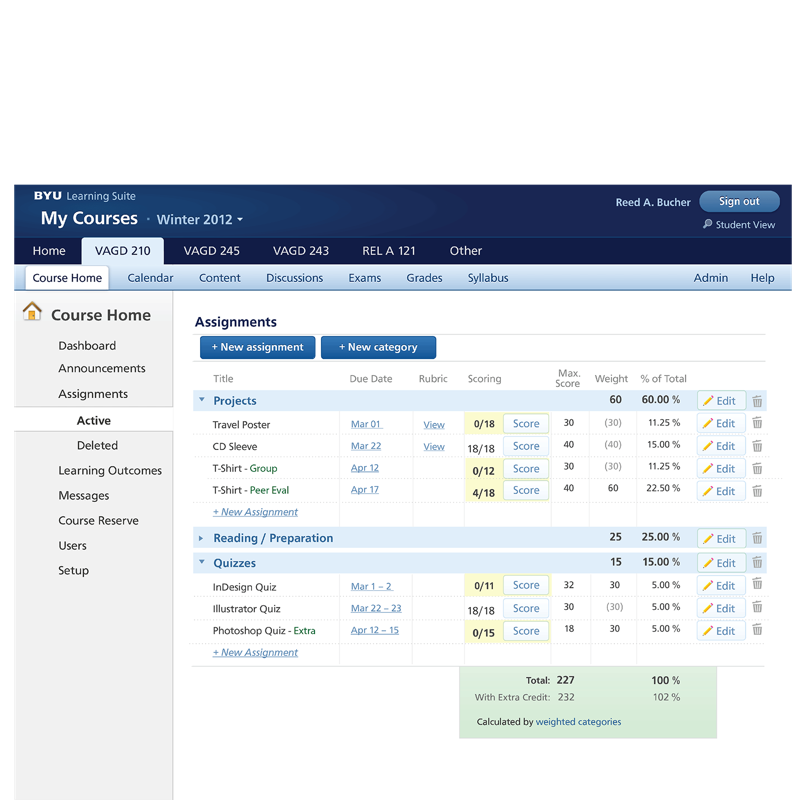 BYU Learning Suite
My Courses · Winter 2012
Reed A. Bucher Sign out
Student View
Home VAGD 210 VAGD 245 VAGD 243 REL A 121 Other
Course Home Calendar Content Discussions Exams Grades Syllabus Admin Help
Course Home
Dashboard
Announcements
Assignments
Active
Deleted
Learning Outcomes
Messages
Course Reserve
Users
Setup
Assignments
+ New assignment + New category
Title Due Date Rubric Scoring Max. Score Weight % of Total
Projects 60 60.00 % Edit
Travel Poster Mar 01 View 0/18 Score 30 (30) 11.25 % Edit
CD Sleeve Mar 22 View 18/18 Score 40 (40) 15.00 % Edit
T-Shirt - Group Apr 12 0/12 Score 30 (30) 11.25 % Edit
T-Shirt - Peer Eval Apr 17 4/18 Score 40 60 22.50 % Edit
+ New Assignment
Reading / Preparation 25 25.00 % Edit
Quizzes 15 15.00 % Edit
InDesign Quiz Mar 1 – 2 0/11 Score 32 30 5.00 % Edit
Illustrator Quiz Mar 22 – 23 18/18 Score 30 (30) 5.00 % Edit
Photoshop Quiz - Extra Apr 12 – 15 0/15 Score 18 30 5.00 % Edit
+ New Assignment
Total: 227 100 %
With Extra Credit: 232 102 %
Calculated by weighted categories